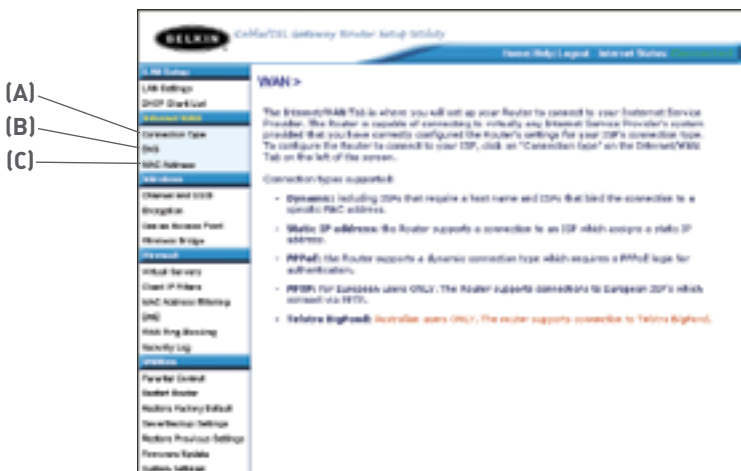 BELKIN Cable/DSL Gateway Router Setup Utility
Home | Help | Logout Internet Status:
LAN Setup
LAN Settings
DHCP Client List
Internet WAN
(A) Connection Type
(B) DNS
(C) MAC Address
Wireless
Channel and SSID
Encryption
Use as Access Point
Wireless Bridge
Firewall
Virtual Servers
Client IP Filters
MAC Address Filtering
DMZ
WAN Ping Blocking
Security Log
Utilities
Parental Control
Restart Router
Restore Factory Default
Save/Backup Settings
Restore Previous Settings
Firmware Update
System Settings
WAN >
The Internet/WAN Tab is where you will set up your Router to connect to your Internet Service
Provider. The Router is capable of connecting to virtually any Internet Service Provider's system
provided that you have correctly configured the Router's settings for your ISP's connection type.
To configure the Router to connect to your ISP, click on "Connection type" on the Internet/WAN
Tab on the left of the screen.
Connection types supported:
• Dynamic: including ISPs that require a host name and ISPs that bind the connection to a
specific MAC address.
• Static IP address: the Router supports a connection to an ISP which assigns a static IP
address.
• PPPoE: the Router supports a dynamic connection type which requires a PPPoE login for
authentication.
• PPTP: For European users ONLY. The Router supports connections to European ISP's which
connect via PPTP.
• Telstra BigPond: Australian users ONLY. The router supports connection to Telstra BigPond.